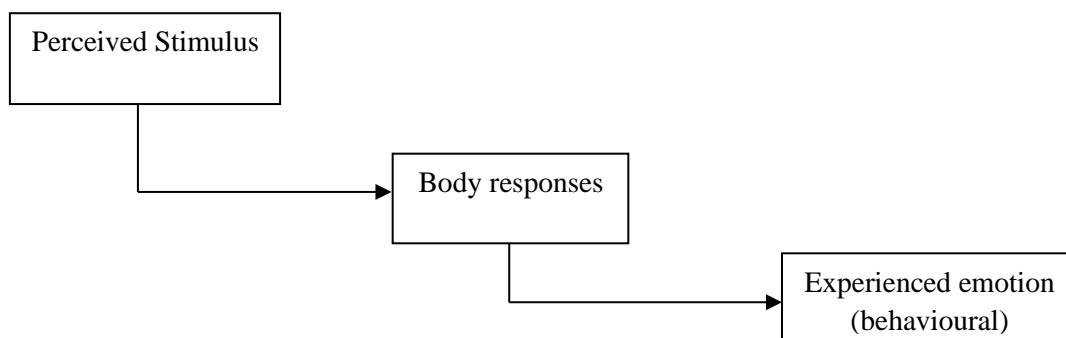 Perceived Stimulus
Body responses
Experienced emotion
(behavioural)